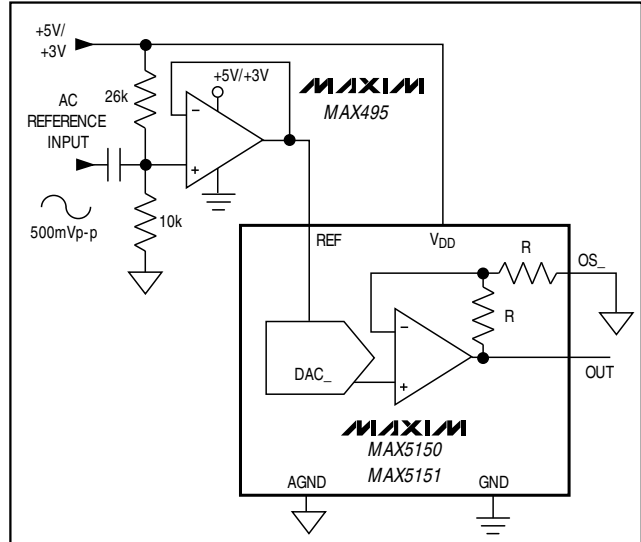 +5V/
+3V
26k
+5V/+3V
MAXIM
MAX495
AC
REFERENCE
INPUT
−
+
10k
500mVp-p
REF
VDD
R
OS_
R
−
DAC_
+
OUT
MAXIM
MAX5150
MAX5151
AGND
GND